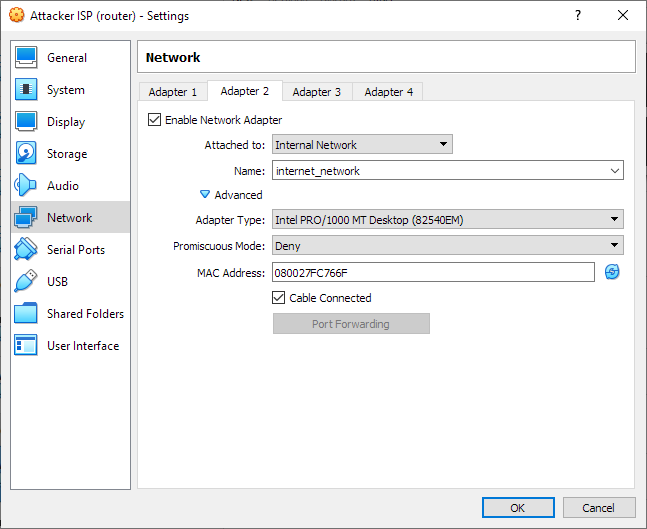 Attacker ISP (router) - Settings
?
General
System
Display
Storage
Audio
Network
Serial Ports
USB
Shared Folders
User Interface
Network
Adapter 1
Adapter 2
Adapter 3
Adapter 4
Enable Network Adapter
Attached to: Internal Network
Name: internet_network
Advanced
Adapter Type: Intel PRO/1000 MT Desktop (82540EM)
Promiscuous Mode: Deny
MAC Address: 080027FC766F
Cable Connected
Port Forwarding
OK
Cancel